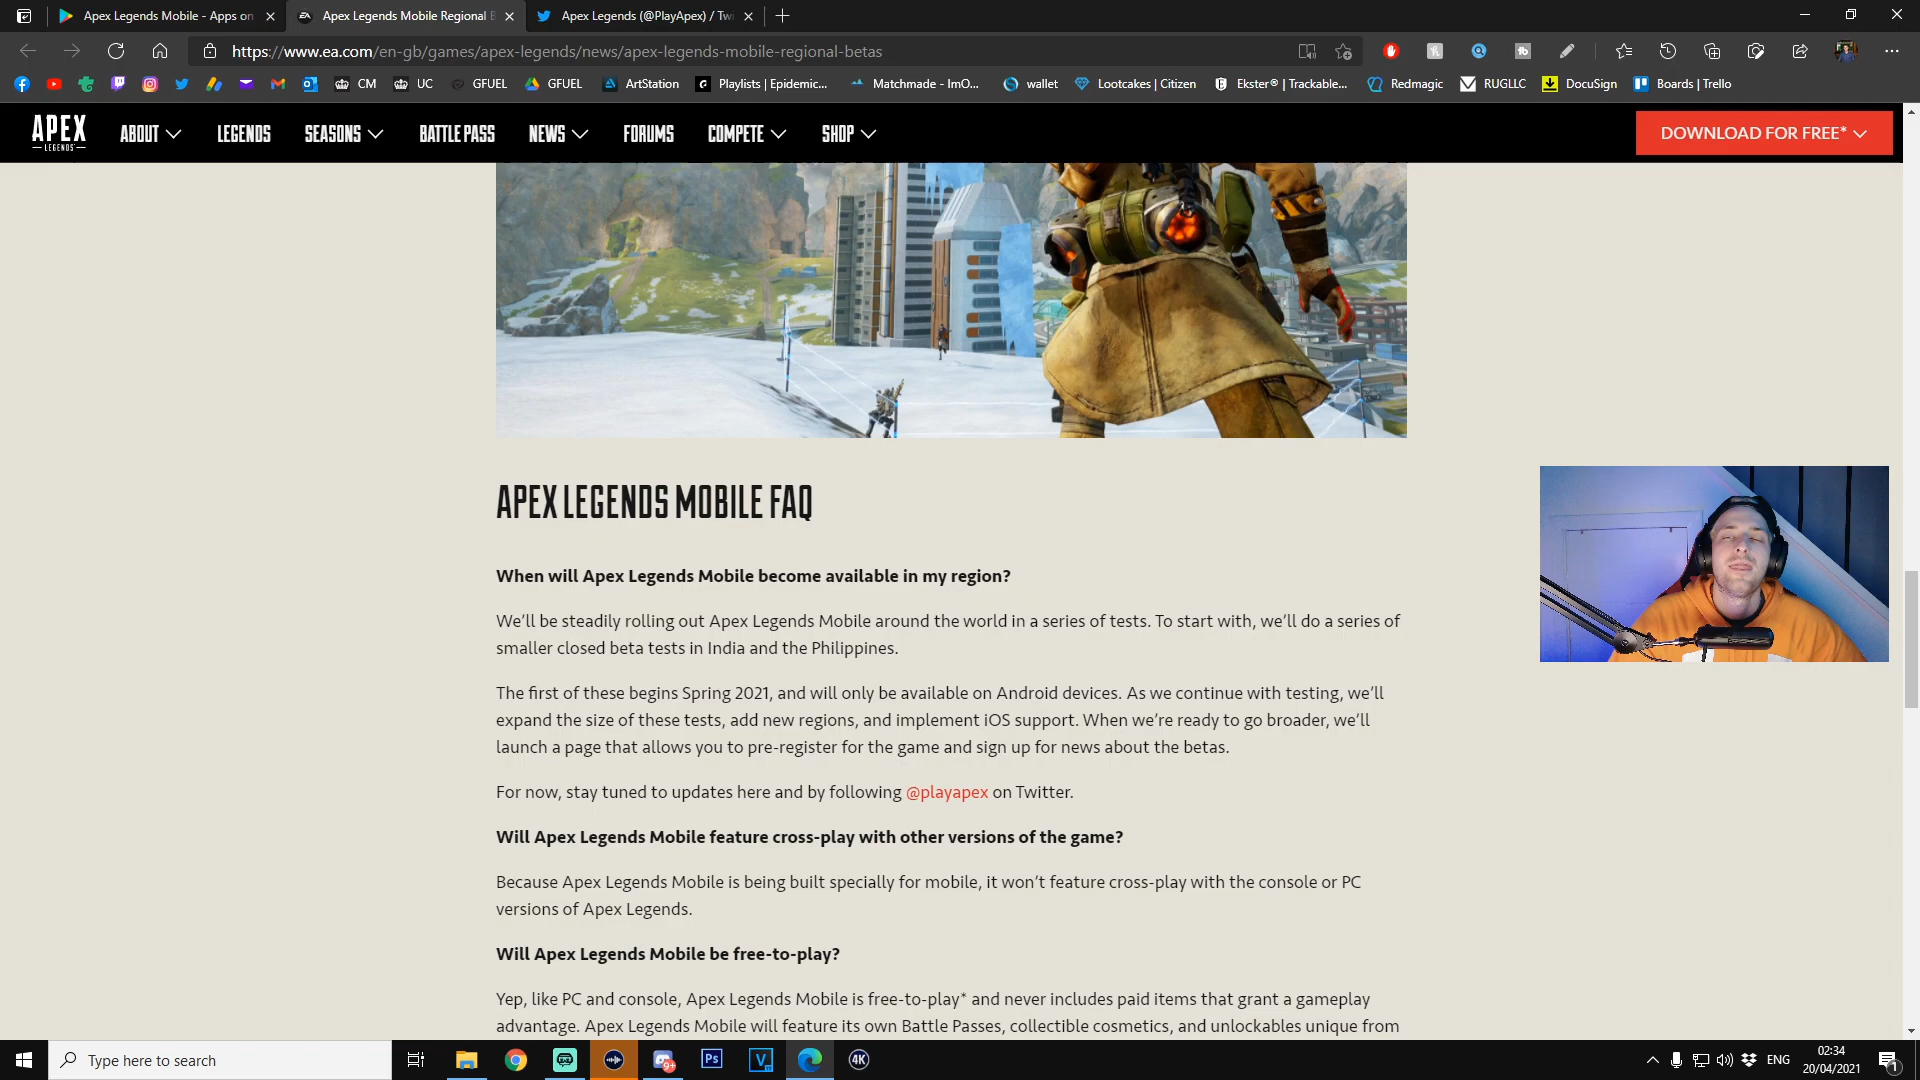 Apex Legends Mobile - Apps on
Apex Legends Mobile Regional B
Apex Legends (@PlayApex) / Twi
https://www.ea.com/en-gb/games/apex-legends/news/apex-legends-mobile-regional-betas
CM
UC
GFUEL
GFUEL
ArtStation
Playlists | Epidemic...
Matchmade - ImO...
wallet
Lootcakes | Citizen
Ekster® | Trackable...
Redmagic
RUGLLC
DocuSign
Boards | Trello
APEX
LEGENDS
ABOUT
LEGENDS
SEASONS
BATTLE PASS
NEWS
FORUMS
COMPETE
SHOP
DOWNLOAD FOR FREE*
APEX LEGENDS MOBILE FAQ
When will Apex Legends Mobile become available in my region?
We’ll be steadily rolling out Apex Legends Mobile around the world in a series of tests. To start with, we’ll do a series of
smaller closed beta tests in India and the Philippines.
The first of these begins Spring 2021, and will only be available on Android devices. As we continue with testing, we’ll
expand the size of these tests, add new regions, and implement iOS support. When we’re ready to go broader, we’ll
launch a page that allows you to pre-register for the game and sign up for news about the betas.
For now, stay tuned to updates here and by following @playapex on Twitter.
Will Apex Legends Mobile feature cross-play with other versions of the game?
Because Apex Legends Mobile is being built specially for mobile, it won’t feature cross-play with the console or PC
versions of Apex Legends.
Will Apex Legends Mobile be free-to-play?
Yep, like PC and console, Apex Legends Mobile is free-to-play* and never includes paid items that grant a gameplay
advantage. Apex Legends Mobile will feature its own Battle Passes, collectible cosmetics, and unlockables unique from
Type here to search
9+
Ps
V
4K
ENG
02:34
20/04/2021
1